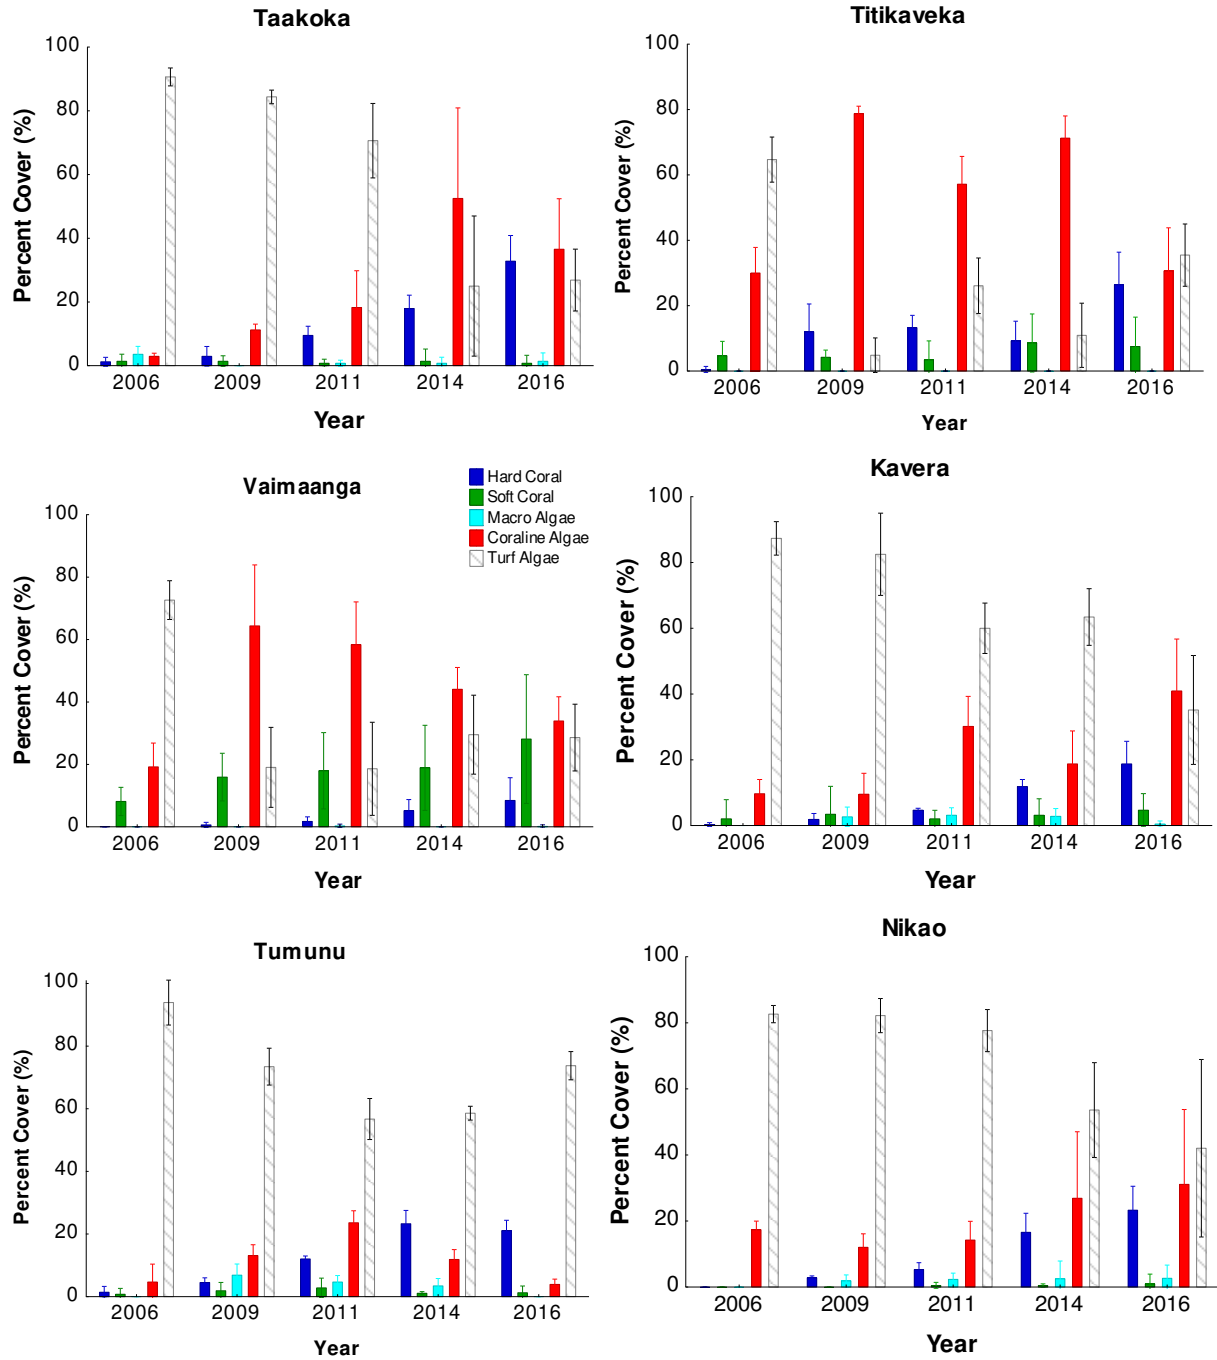 Taakoka
Percent Cover (%)
100
80
60
40
20
0
2006 2009 2011 2014 2016
Year
Titikaveka
Percent Cover (%)
100
80
60
40
20
0
2006 2009 2011 2014 2016
Year
Vaimaanga
Percent Cover (%)
100
80
60
40
20
0
2006 2009 2011 2014 2016
Year
Hard Coral
Soft Coral
Macro Algae
Coraline Algae
Turf Algae
Kavera
Percent Cover (%)
100
80
60
40
20
0
2006 2009 2011 2014 2016
Year
Tumunu
Percent Cover (%)
100
80
60
40
20
0
2006 2009 2011 2014 2016
Year
Nikao
Percent Cover (%)
100
80
60
40
20
0
2006 2009 2011 2014 2016
Year